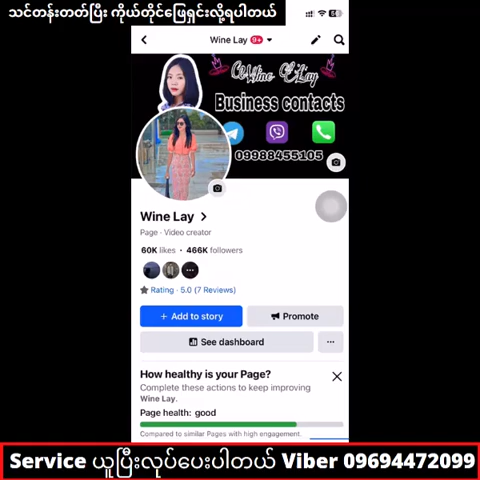 သင်တန်းတတ်ပြီး ကိုယ်တိုင်ဖြေရှင်းလို့ရပါတယ်
Wine Lay 9+
Wine Lay
Business contacts
09988455105
Wine Lay
Page · Video creator
60K likes • 466K followers
Rating · 5.0 (7 Reviews)
+ Add to story
Promote
See dashboard
How healthy is your Page?
Complete these actions to keep improving
Wine Lay.
Page health: good
Compared to similar Pages with high engagement.
Service ယူပြီးလုပ်ပေးပါတယ် Viber 09694472099